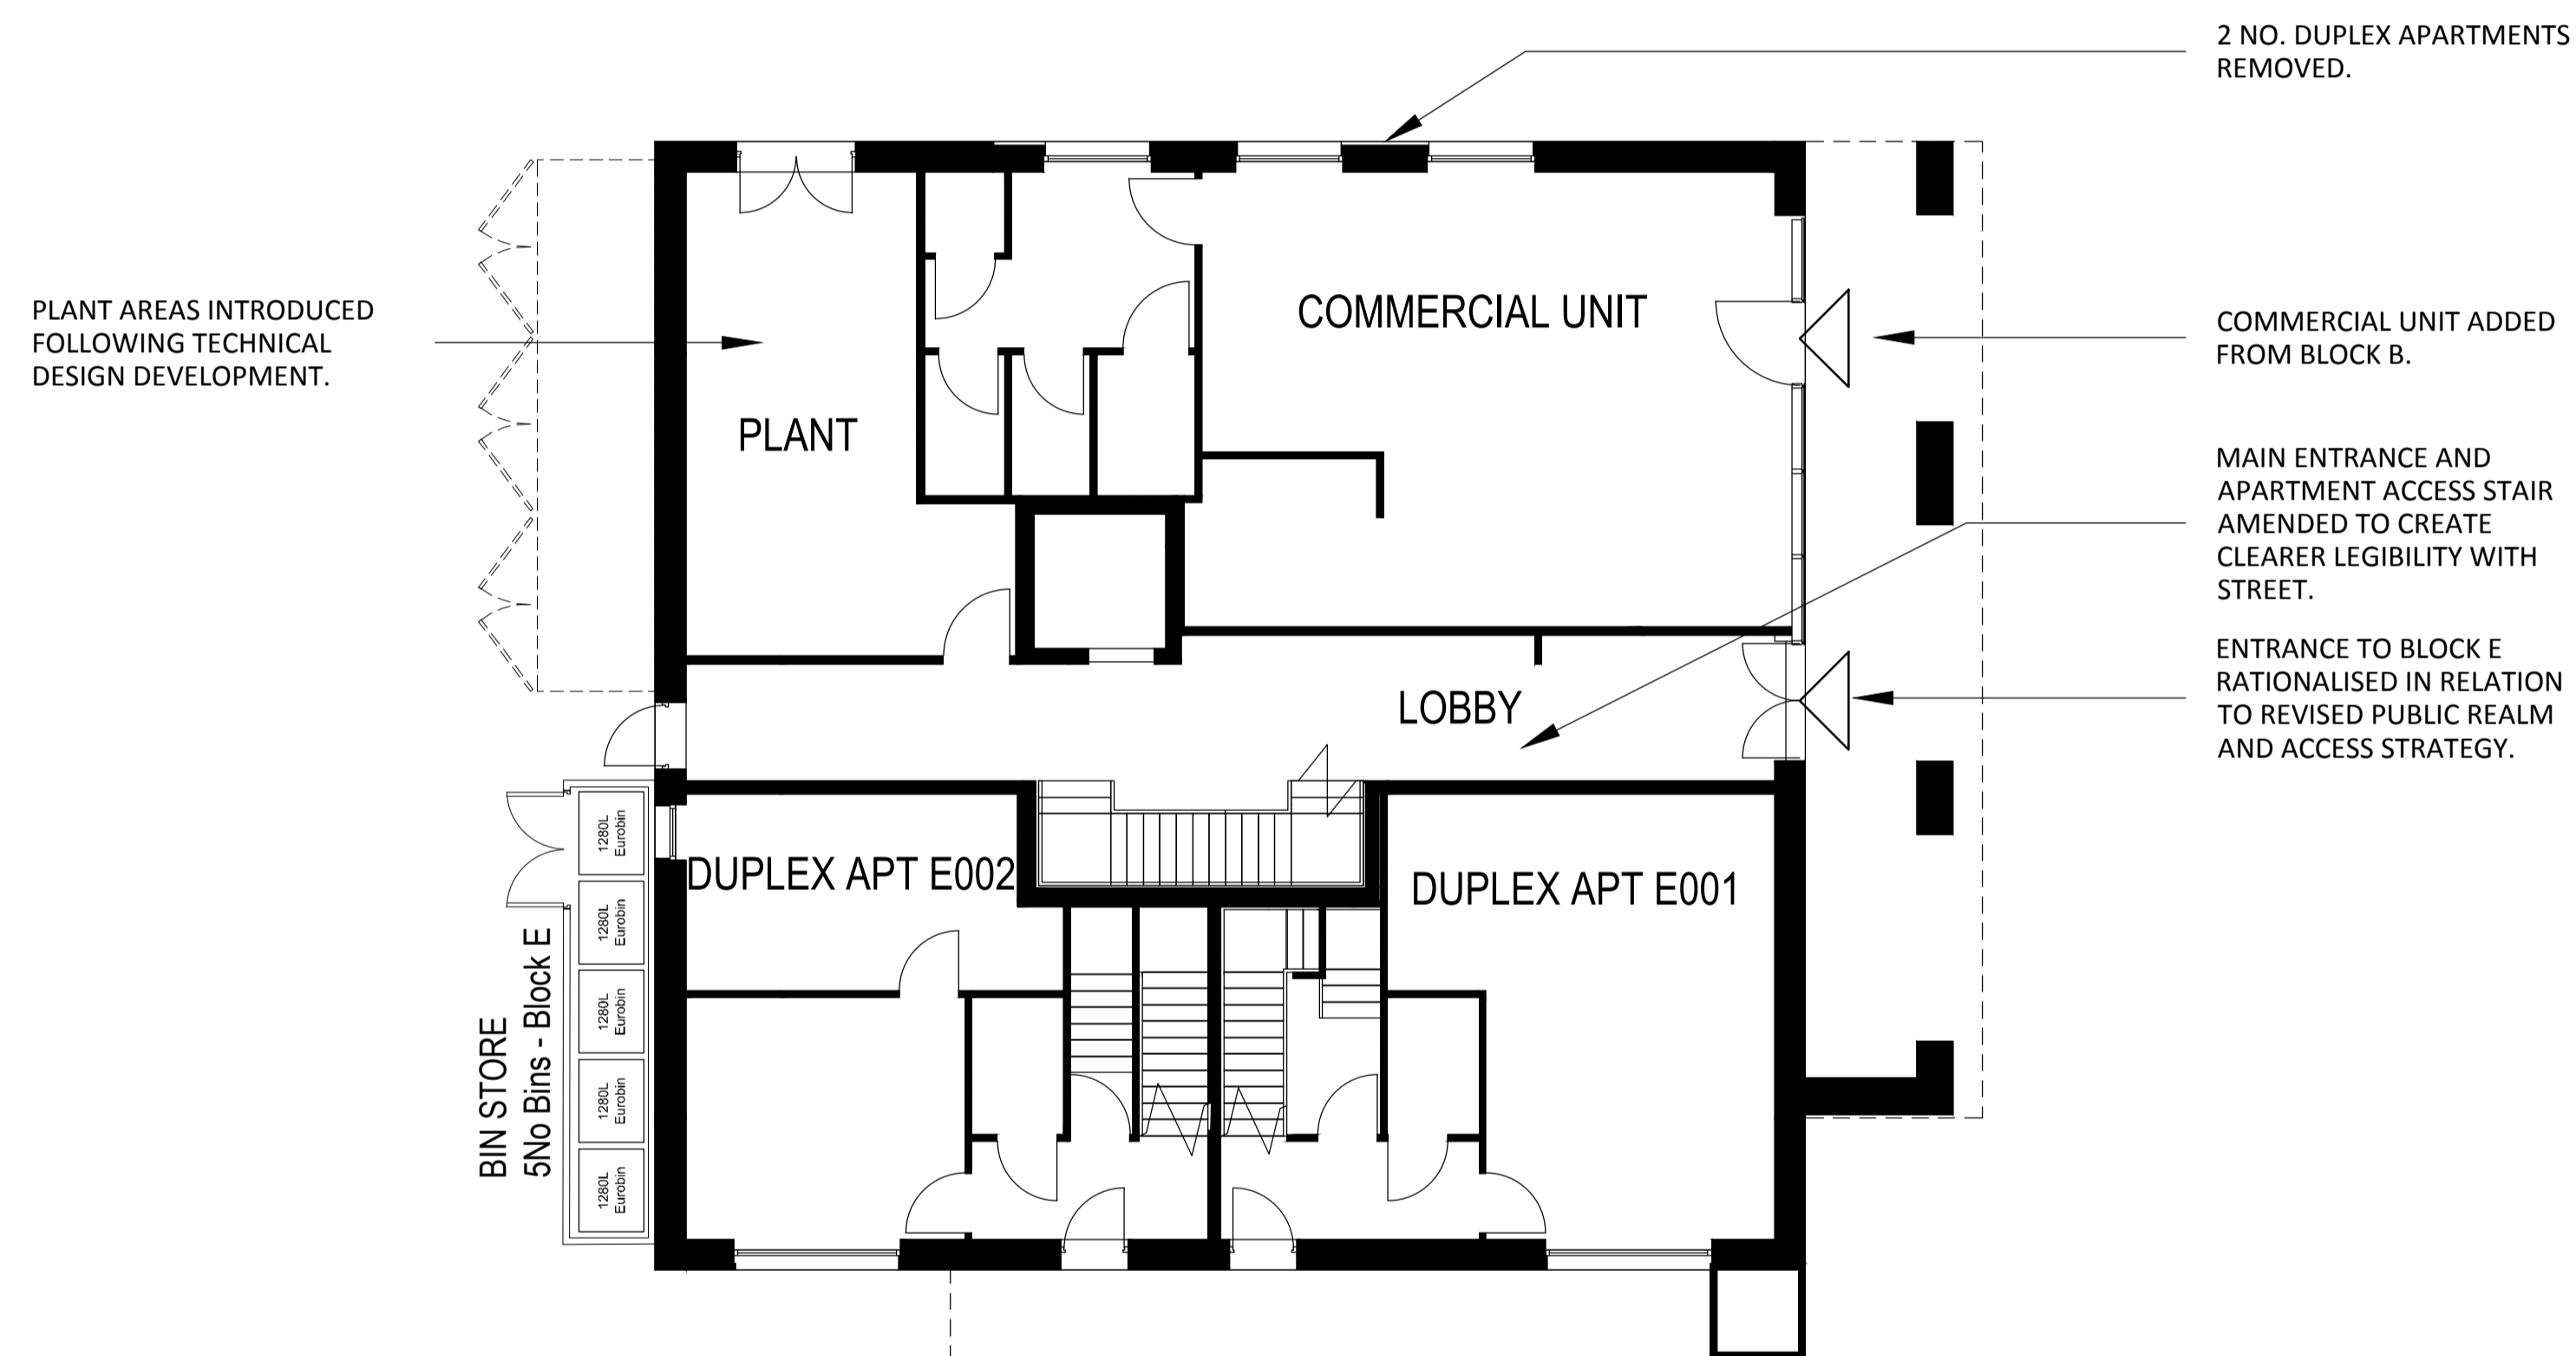 2 NO. DUPLEX APARTMENTS
REMOVED.
PLANT AREAS INTRODUCED
FOLLOWING TECHNICAL
DESIGN DEVELOPMENT.
COMMERCIAL UNIT
COMMERCIAL UNIT ADDED
FROM BLOCK B.
PLANT
MAIN ENTRANCE AND
APARTMENT ACCESS STAIR
AMENDED TO CREATE
CLEARER LEGIBILITY WITH
STREET.
LOBBY
ENTRANCE TO BLOCK E
RATIONALISED IN RELATION
TO REVISED PUBLIC REALM
AND ACCESS STRATEGY.
DUPLEX APT E002
DUPLEX APT E001
BIN STORE
5No Bins - Block E
1280L
Eurobin
1280L
Eurobin
1280L
Eurobin
1280L
Eurobin
1280L
Eurobin